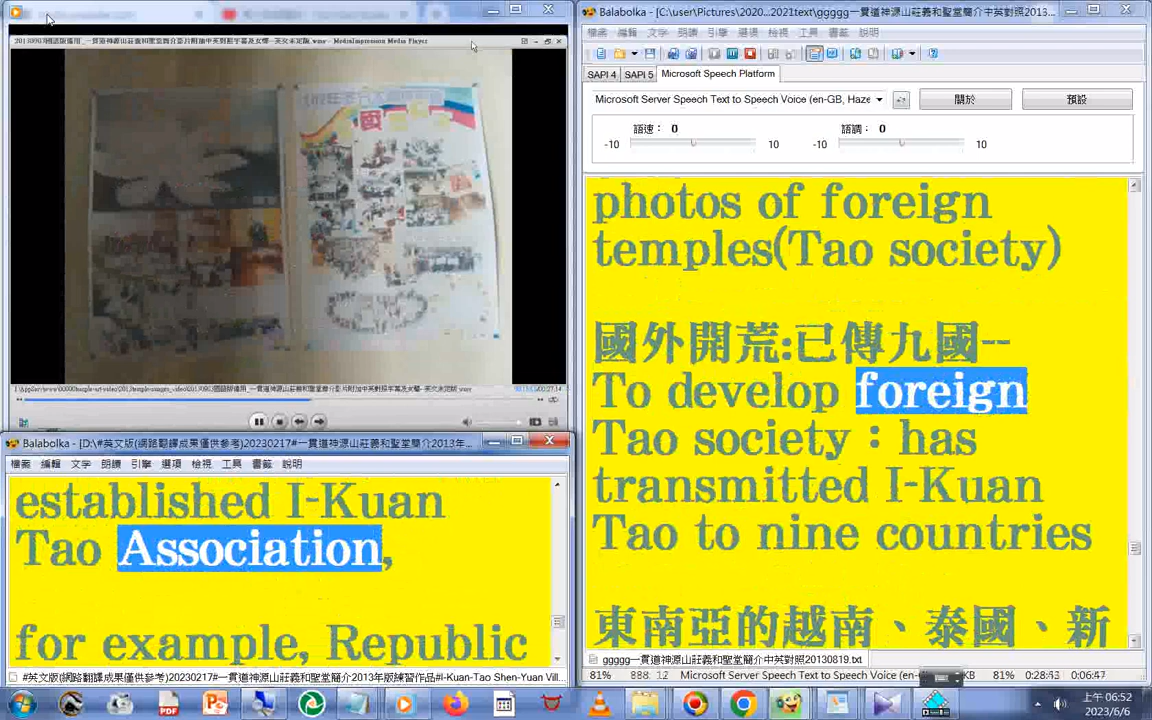 Balabolka - [C:\user\Pictures\2020...2021text\ggggg一貫道神源山莊義和聖堂簡介中英對照2013...
檔案 編輯 文字 朗讀 引擎 選項 檢視 工具 書籤 說明
SAPI 4 SAPI 5 Microsoft Speech Platform
Microsoft Server Speech Text to Speech Voice (en-GB, Haze
關於
預設
語速： 0
語調： 0
-10 10 -10 10
photos of foreign
temples(Tao society)
國外開荒:已傳九國--
To develop foreign
Tao society：has
transmitted I-Kuan
Tao to nine countries
東南亞的越南、泰國、新
ggggg一貫道神源山莊義和聖堂簡介中英對照20130819.txt
81% 888: 12 Microsoft Speech Platform: Microsoft Server Speech Text to Speech Voice
KB 81% 0:28:43 0:06:47
Balabolka - [D:\#英文版(網路翻譯成果僅供參考)20230217#一貫道神源山莊義和聖堂簡介2013年...
檔案 編輯 文字 朗讀 引擎 選項 檢視 工具 書籤 說明
established I-Kuan
Tao Association,
for example, Republic
#英文版(網路翻譯成果僅供參考)20230217#一貫道神源山莊義和聖堂簡介2013年版練習作品#I-Kuan-Tao Shen-Yuan Vill...
上午 06:52
2023/6/6